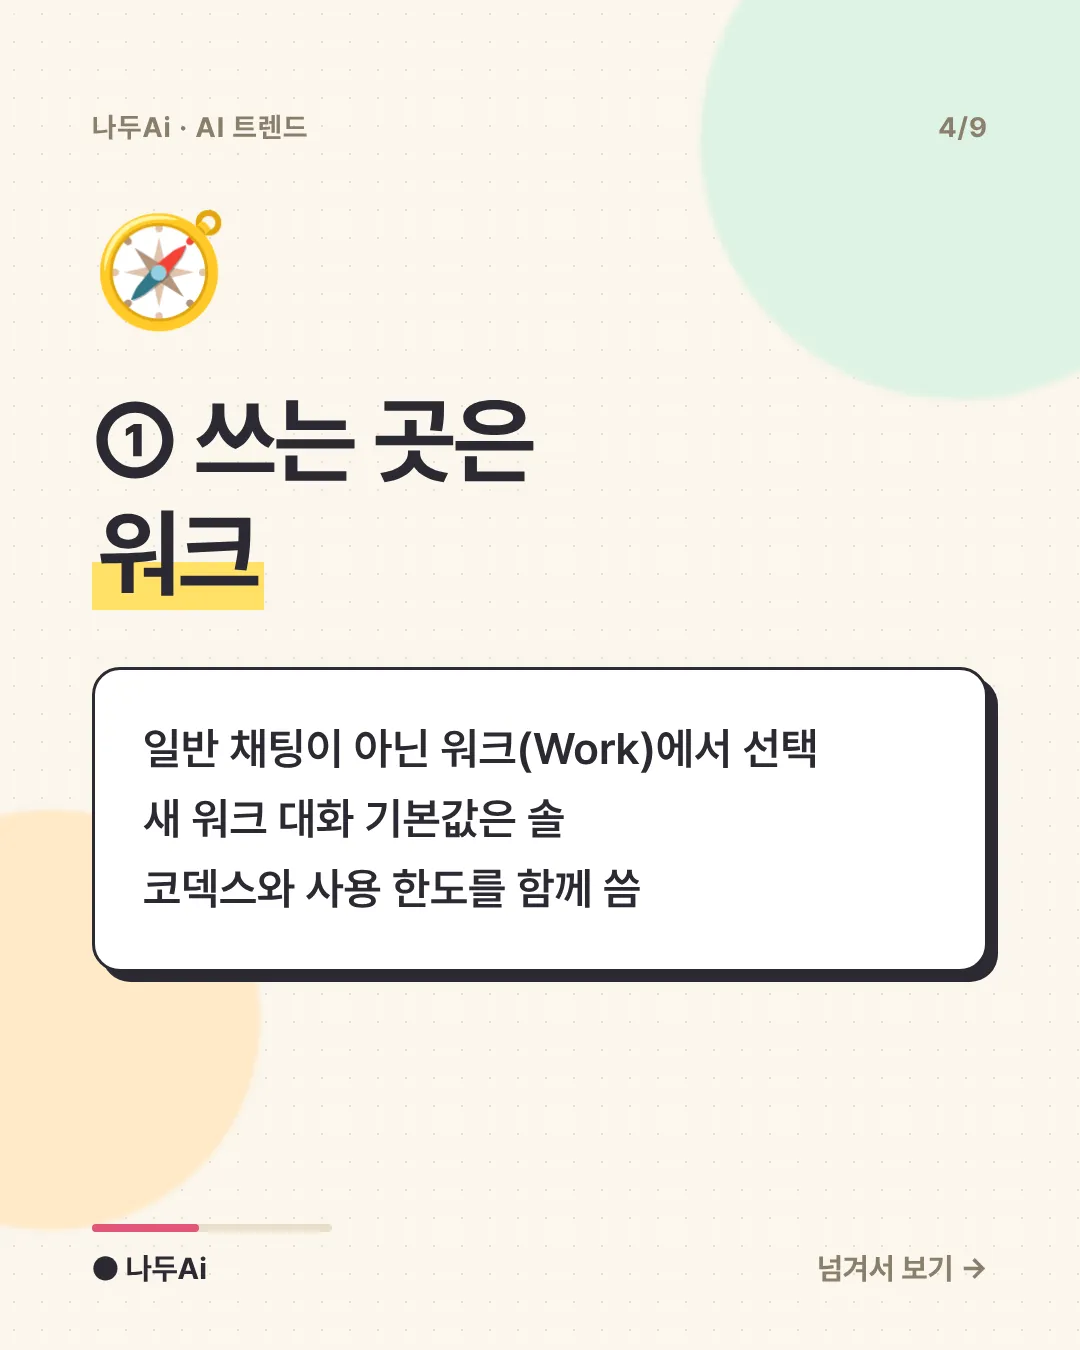 나두Ai · AI 트렌드
4/9
① 쓰는 곳은
워크
일반 채팅이 아닌 워크(Work)에서 선택
새 워크 대화 기본값은 솔
코덱스와 사용 한도를 함께 씀
나두Ai
넘겨서 보기 →